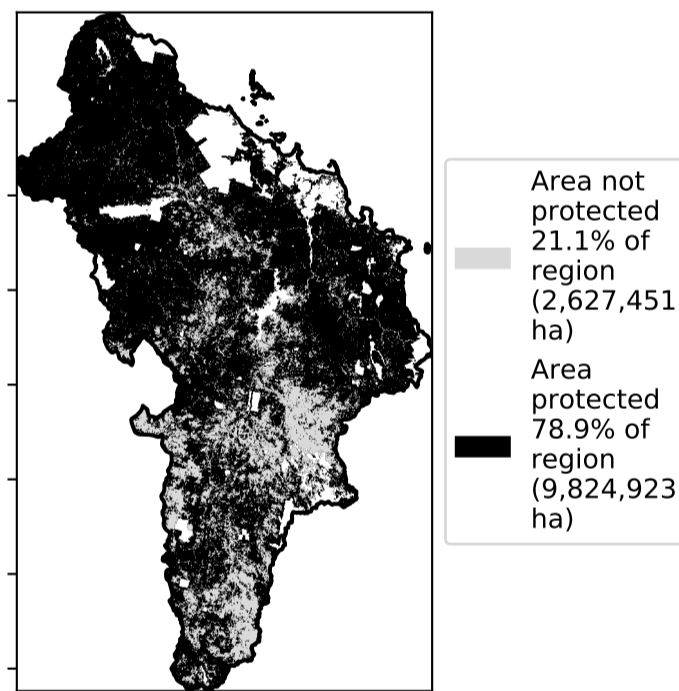 Area not
protected
21.1% of
region
(2,627,451
ha)
Area
protected
78.9% of
region
(9,824,923
ha)